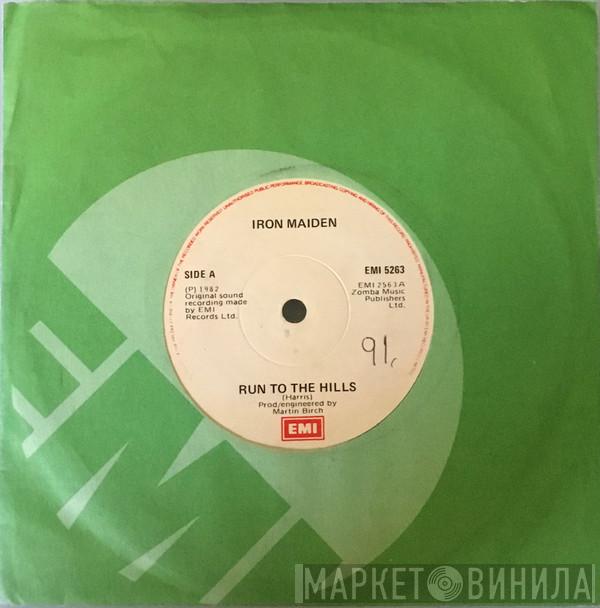 IRON MAIDEN
SIDE A
(P) 1982
Original sound
recording made
by EMI
Records Ltd.
EMI 5263
EMI 2563 A
Zomba Music
Publishers
Ltd.
91,
RUN TO THE HILLS
(Harris)
Prod/engineered by
Martin Birch
EMI
МАРКЕТ ВИНИЛА